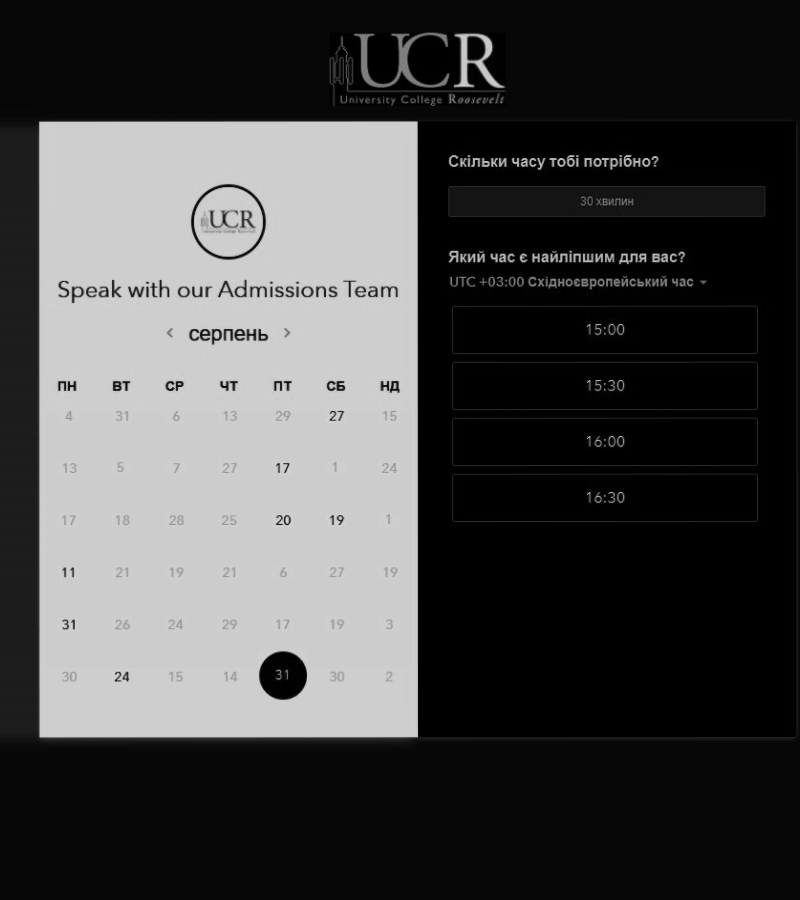 UCR
University College Roosevelt
UCR
University College Roosevelt
Speak with our Admissions Team
серпень
ПН ВТ СР ЧТ ПТ СБ НД
4 31 6 13 29 27 15
13 5 7 27 17 1 24
17 18 28 25 20 19 1
11 21 19 21 6 27 19
31 26 24 29 17 19 3
30 24 15 14 31 30 2
Скільки часу тобі потрібно?
30 хвилин
Який час є найліпшим для вас?
UTC +03:00 Східноєвропейський час
15:00
15:30
16:00
16:30